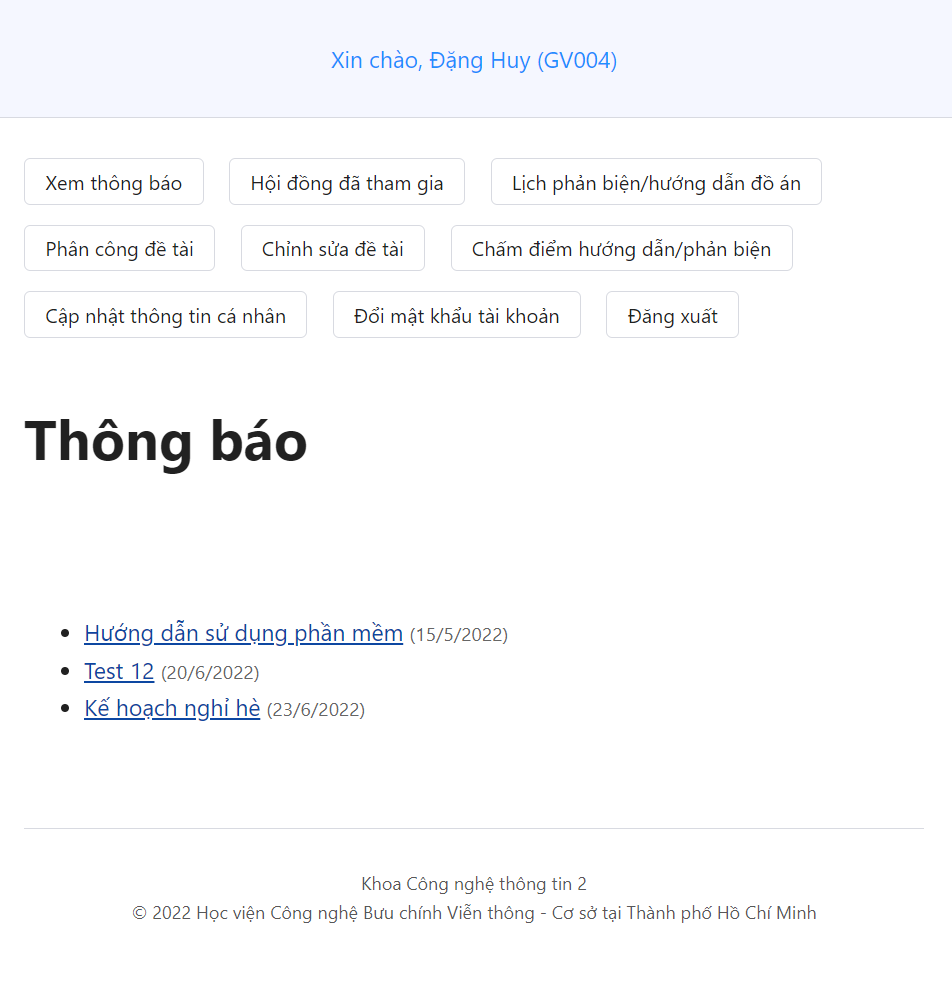 Xin chào, Đặng Huy (GV004)
Xem thông báo
Hội đồng đã tham gia
Lịch phản biện/hướng dẫn đồ án
Phân công đề tài
Chỉnh sửa đề tài
Chấm điểm hướng dẫn/phản biện
Cập nhật thông tin cá nhân
Đổi mật khẩu tài khoản
Đăng xuất
Thông báo
Hướng dẫn sử dụng phần mềm (15/5/2022)
Test 12 (20/6/2022)
Kế hoạch nghỉ hè (23/6/2022)
Khoa Công nghệ thông tin 2
© 2022 Học viện Công nghệ Bưu chính Viễn thông - Cơ sở tại Thành phố Hồ Chí Minh